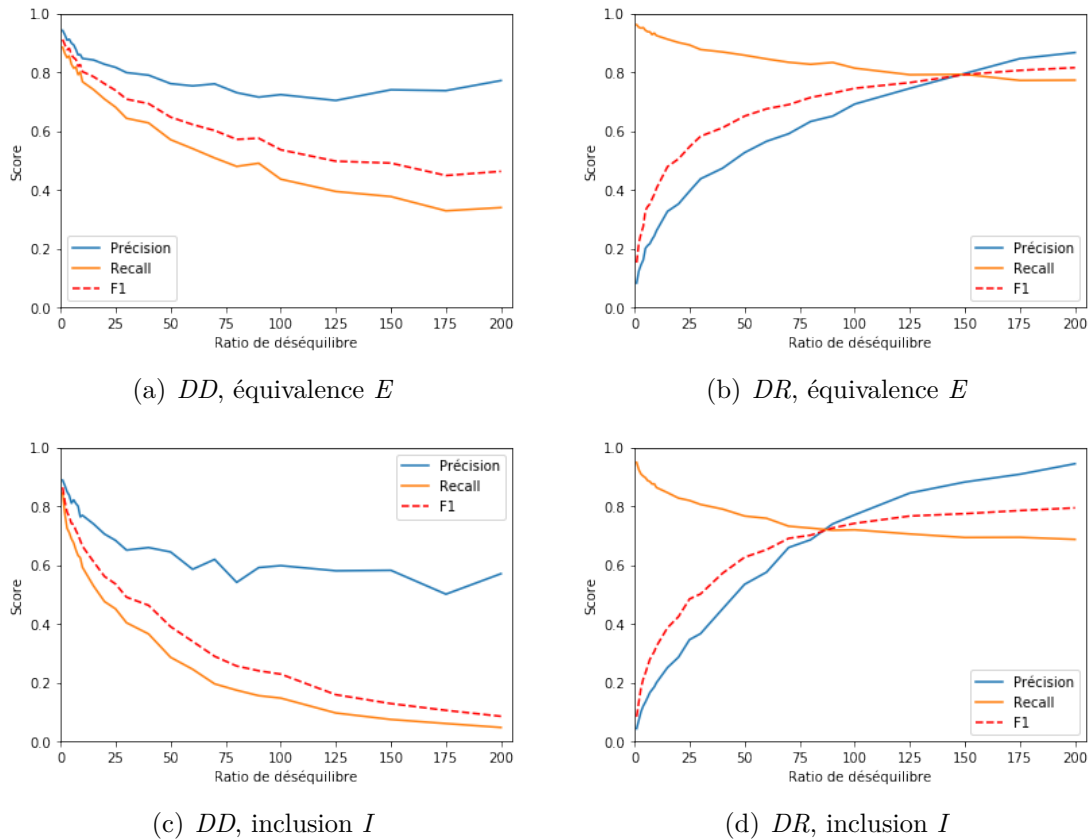 1.0
0.8
0.6
0.4
0.2
0.0
Score
Précision
Recall
F1
0 25 50 75 100 125 150 175 200
Ratio de déséquilibre
(a) DD, équivalence E
1.0
0.8
0.6
0.4
0.2
0.0
Score
Précision
Recall
F1
0 25 50 75 100 125 150 175 200
Ratio de déséquilibre
(b) DR, équivalence E
1.0
0.8
0.6
0.4
0.2
0.0
Score
Précision
Recall
F1
0 25 50 75 100 125 150 175 200
Ratio de déséquilibre
(c) DD, inclusion I
1.0
0.8
0.6
0.4
0.2
0.0
Score
Précision
Recall
F1
0 25 50 75 100 125 150 175 200
Ratio de déséquilibre
(d) DR, inclusion I